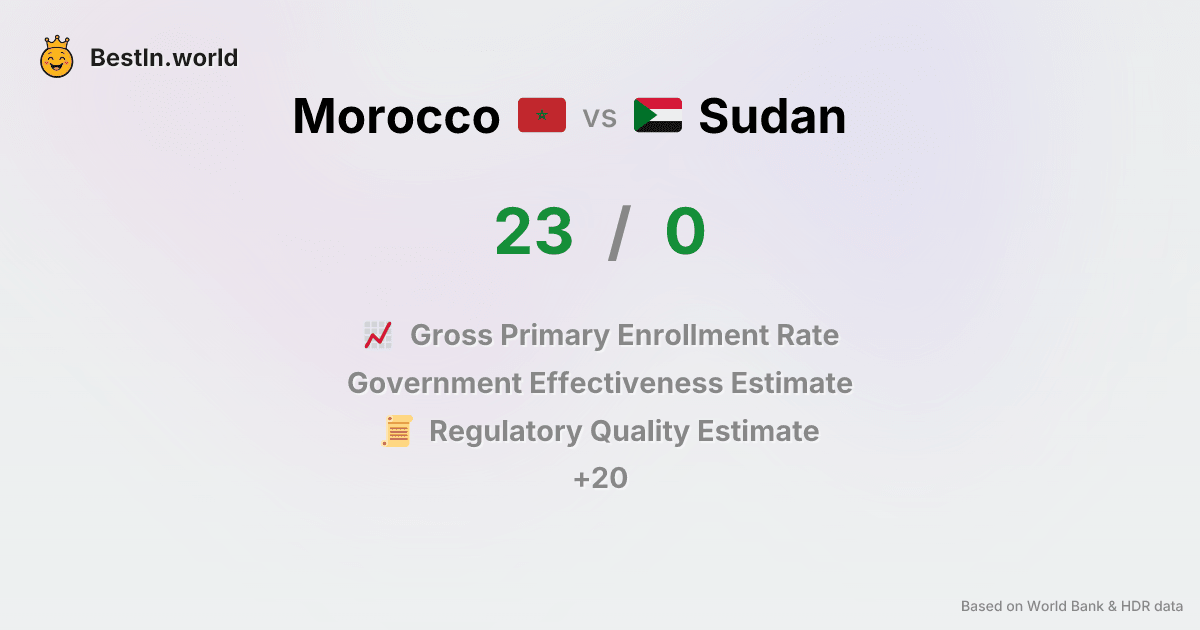 BestIn.world
Morocco vs Sudan
23 / 0
Gross Primary Enrollment Rate
Government Effectiveness Estimate
Regulatory Quality Estimate
+20
Based on World Bank & HDR data